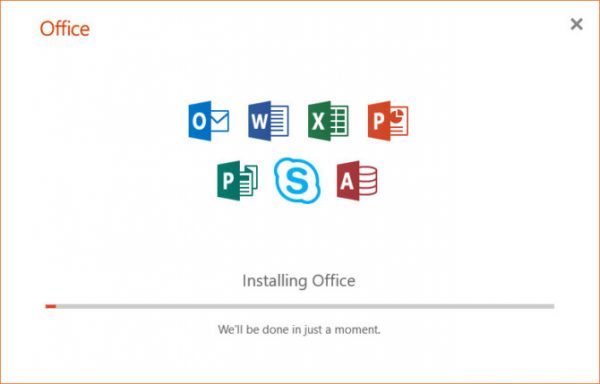 Office
O W X P
P S A
Installing Office
We'll be done in just a moment.